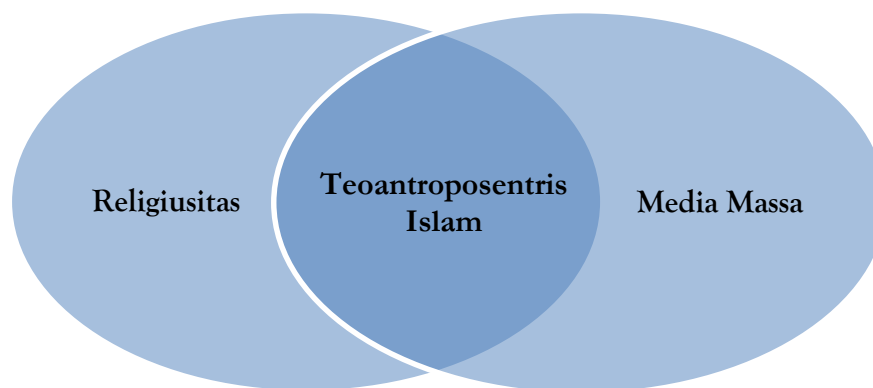 Religiusitas
Teoantroposentris
Islam
Media Massa